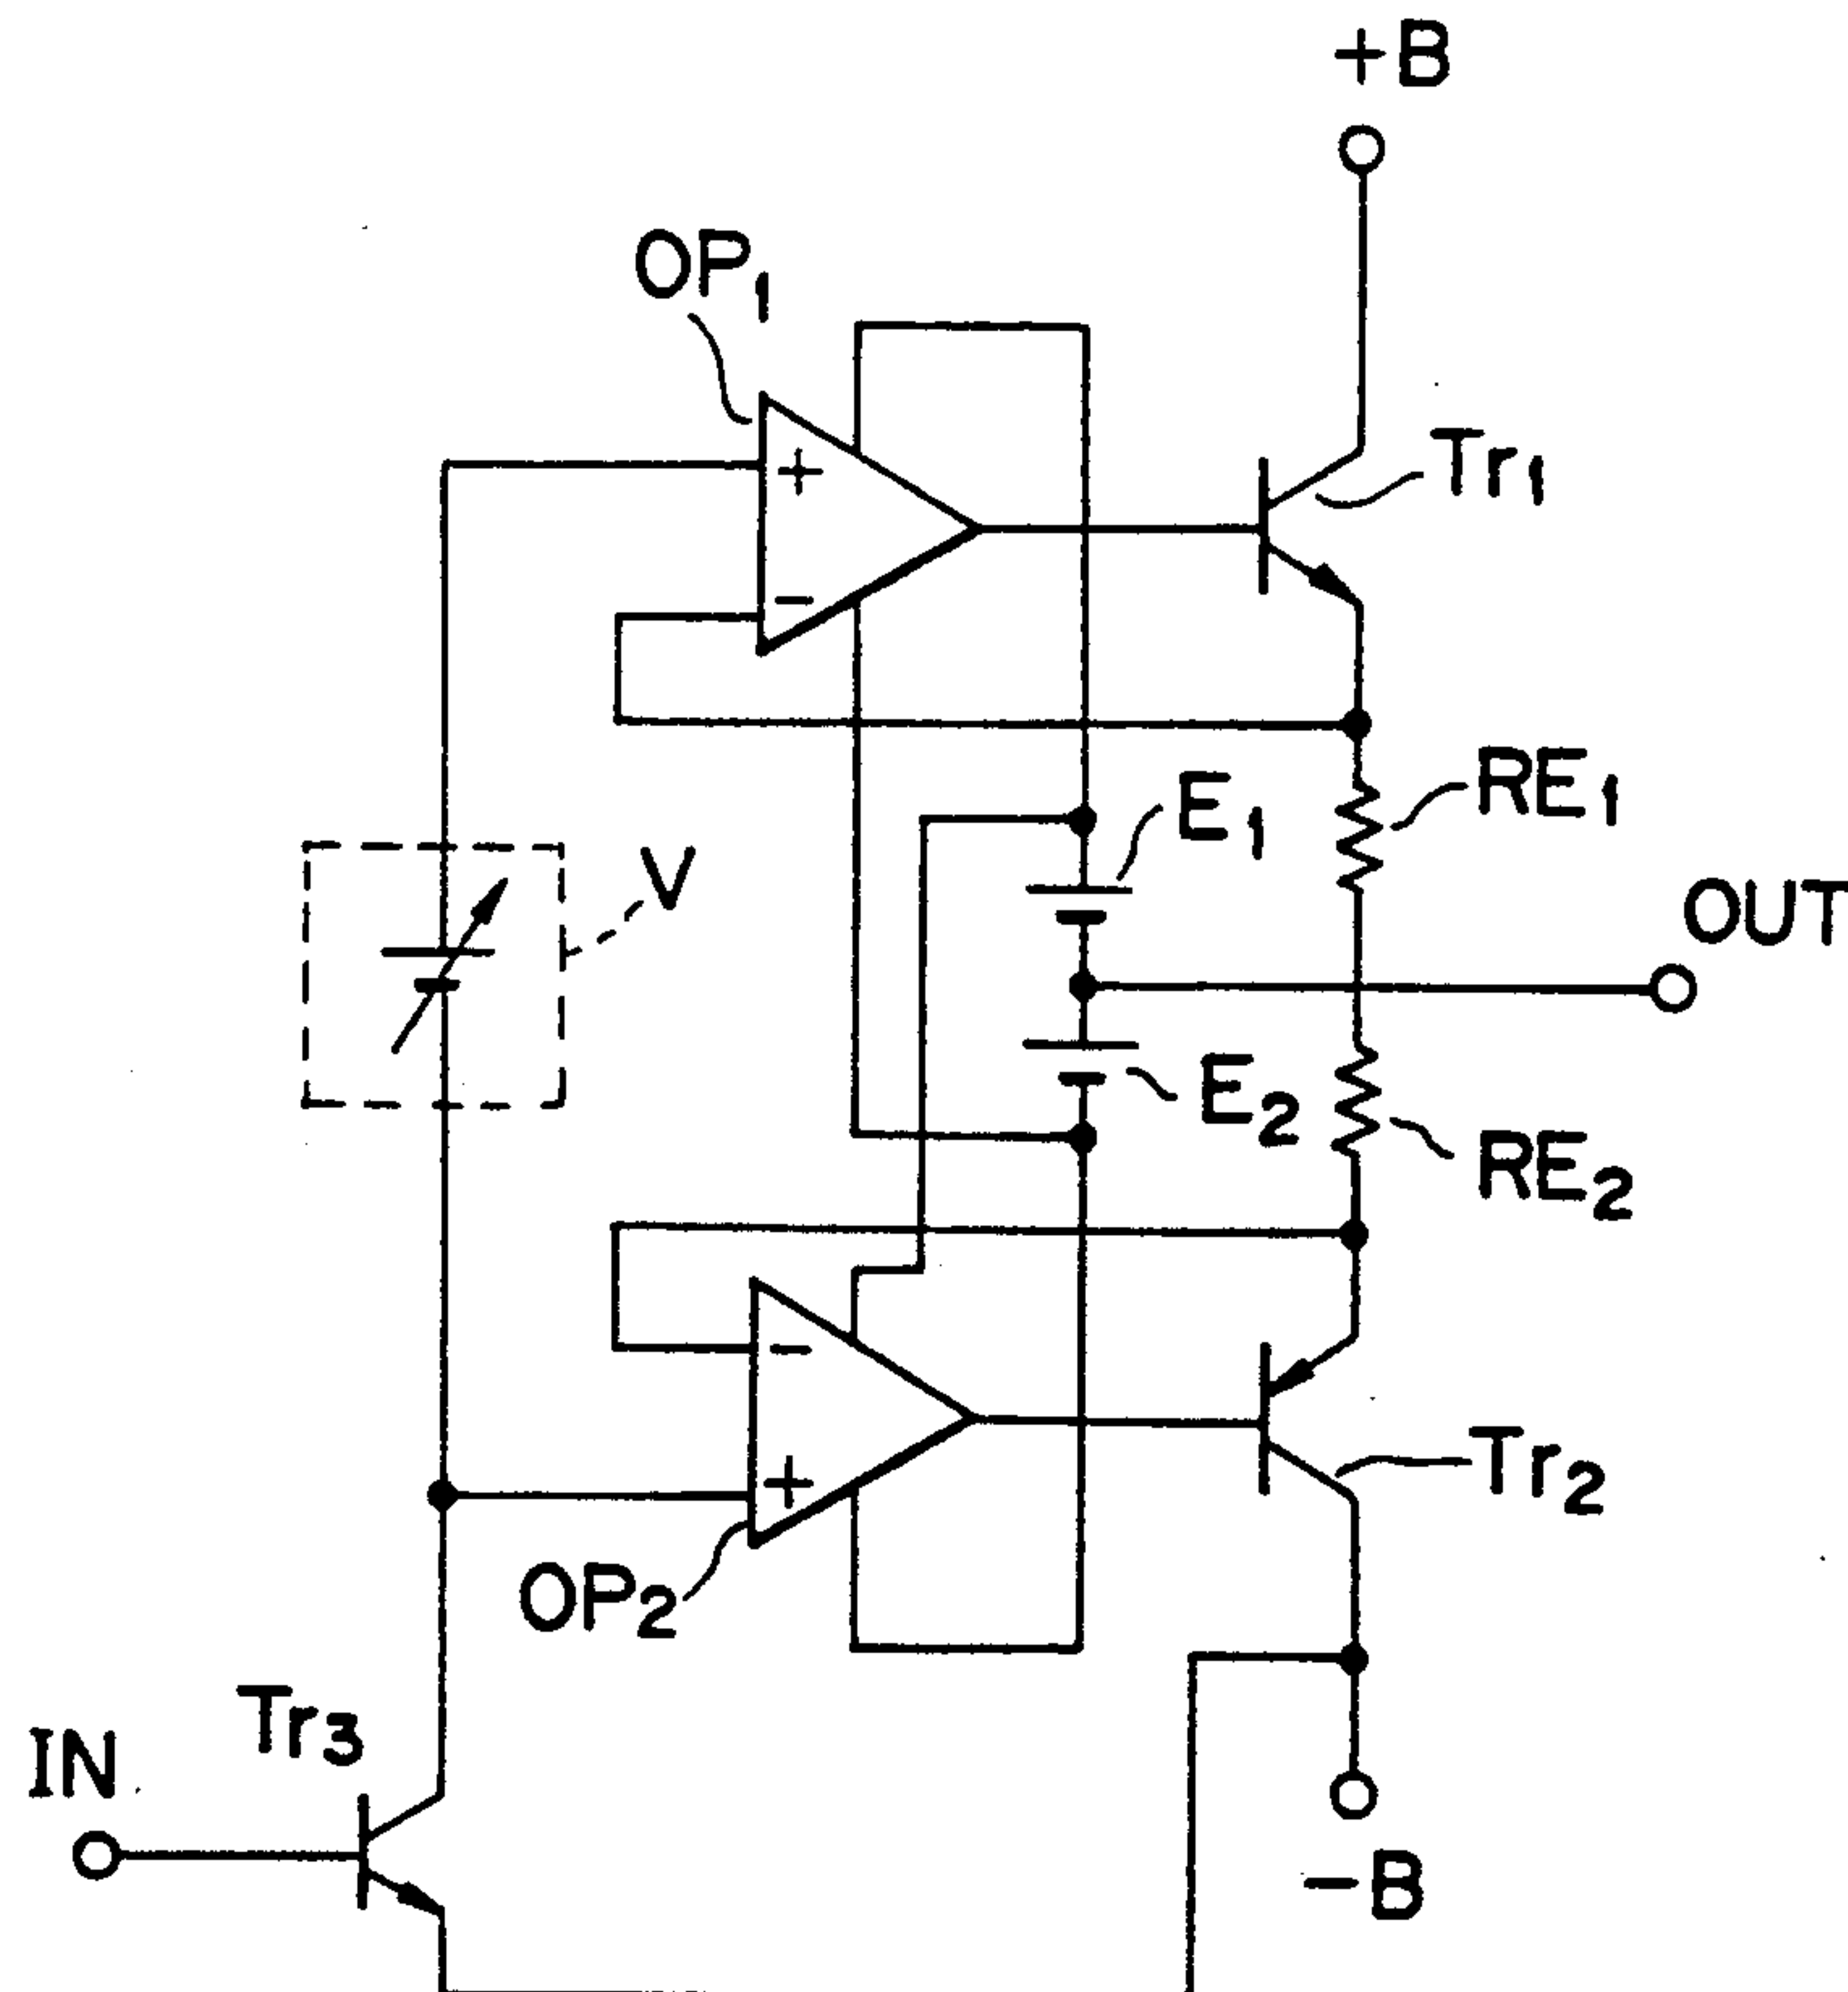 +B
OP1
+
Tr1
-
RE1
E1
V
OUT
E2
RE2
-
Tr2
+
OP2
Tr3
IN
-B